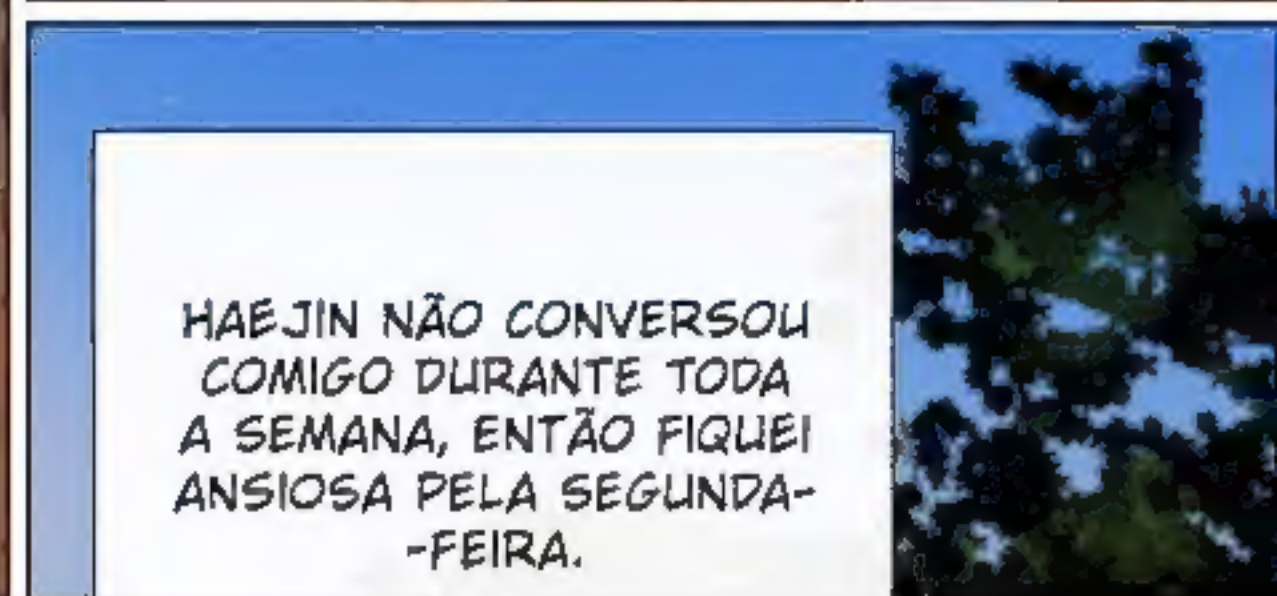 HAEJIN NÃO CONVERSOU
COMIGO DURANTE TODA
A SEMANA, ENTÃO FIQUEI
ANSIOSA PELA SEGUNDA-
-FEIRA.